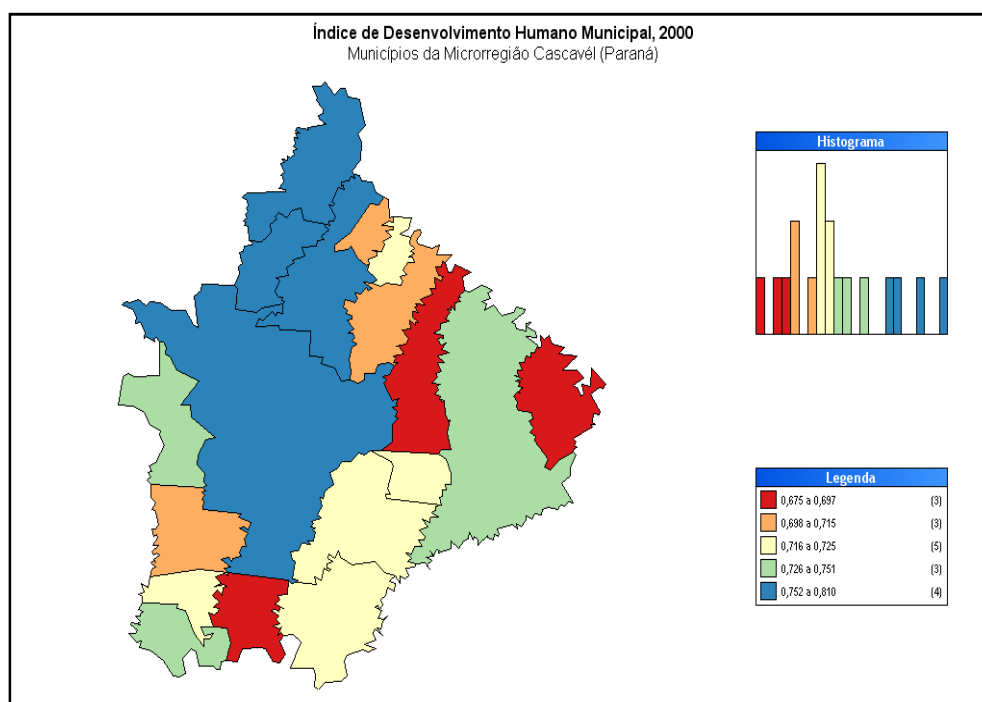 Índice de Desenvolvimento Humano Municipal, 2000
Municípios da Microrregião Cascavél (Paraná)
Histograma
Legenda
0,675 a 0,697 (3)
0,698 a 0,715 (3)
0,716 a 0,725 (5)
0,726 a 0,751 (3)
0,752 a 0,810 (4)